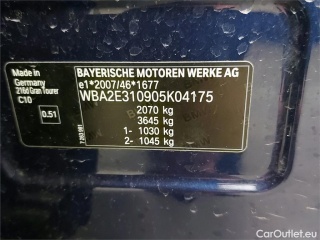 Made in
Germany
216d Gran Tourer
C10
0.51
BAYERISCHE MOTOREN WERKE AG
e1*2007/46*1677
WBA2E310905K04175
2070 kg
3645 kg
1- 1030 kg
2- 1045 kg
CarOutlet.eu